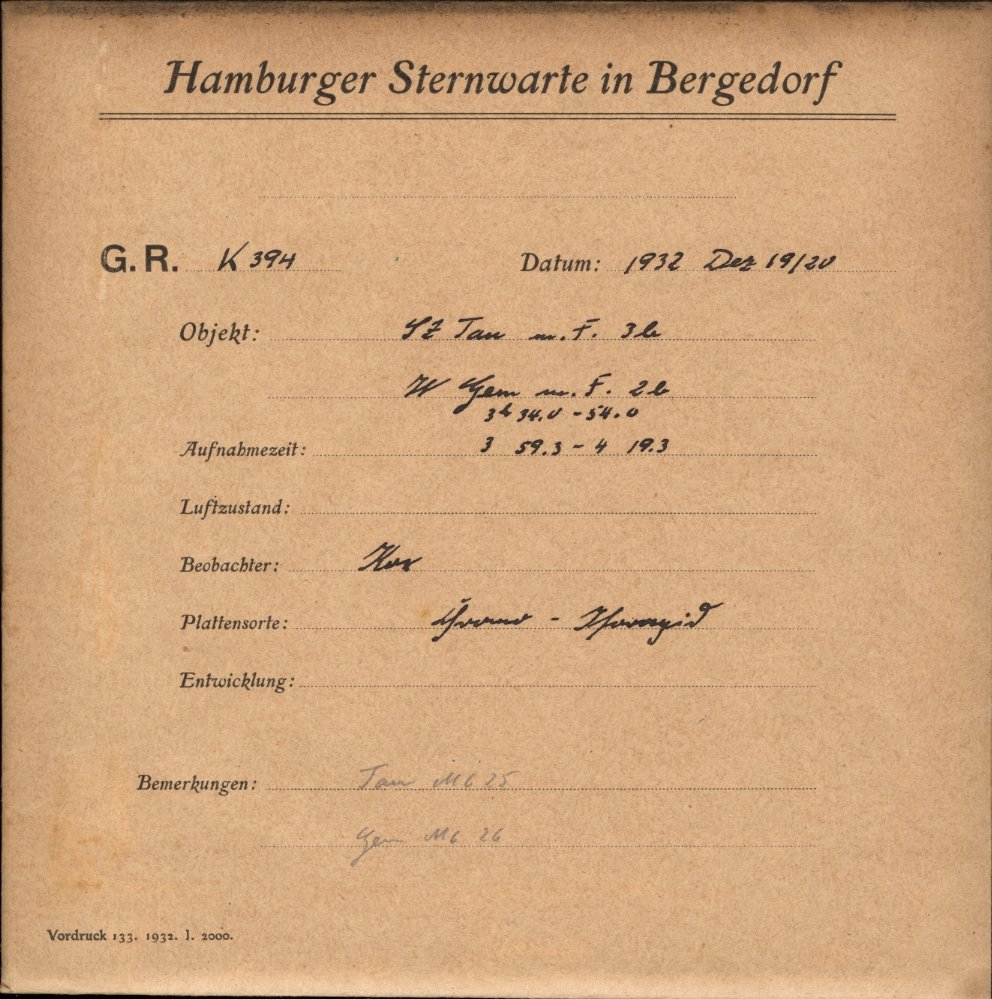 Hamburger Sternwarte in Bergedorf
G. R. K 394 Datum: 1932 Dez 19/20
Objekt: SZ Tau m. F. 3b
W Gem m. F. 2b
3h 34.0 - 54.0
Aufnahmezeit: 3 59.3 - 4 19.3
Luftzustand:
Beobachter:
Plattensorte:
Entwicklung:
Bemerkungen: Tau M6 25
Gem M6 26
Vordruck 133. 1932. I. 2000.